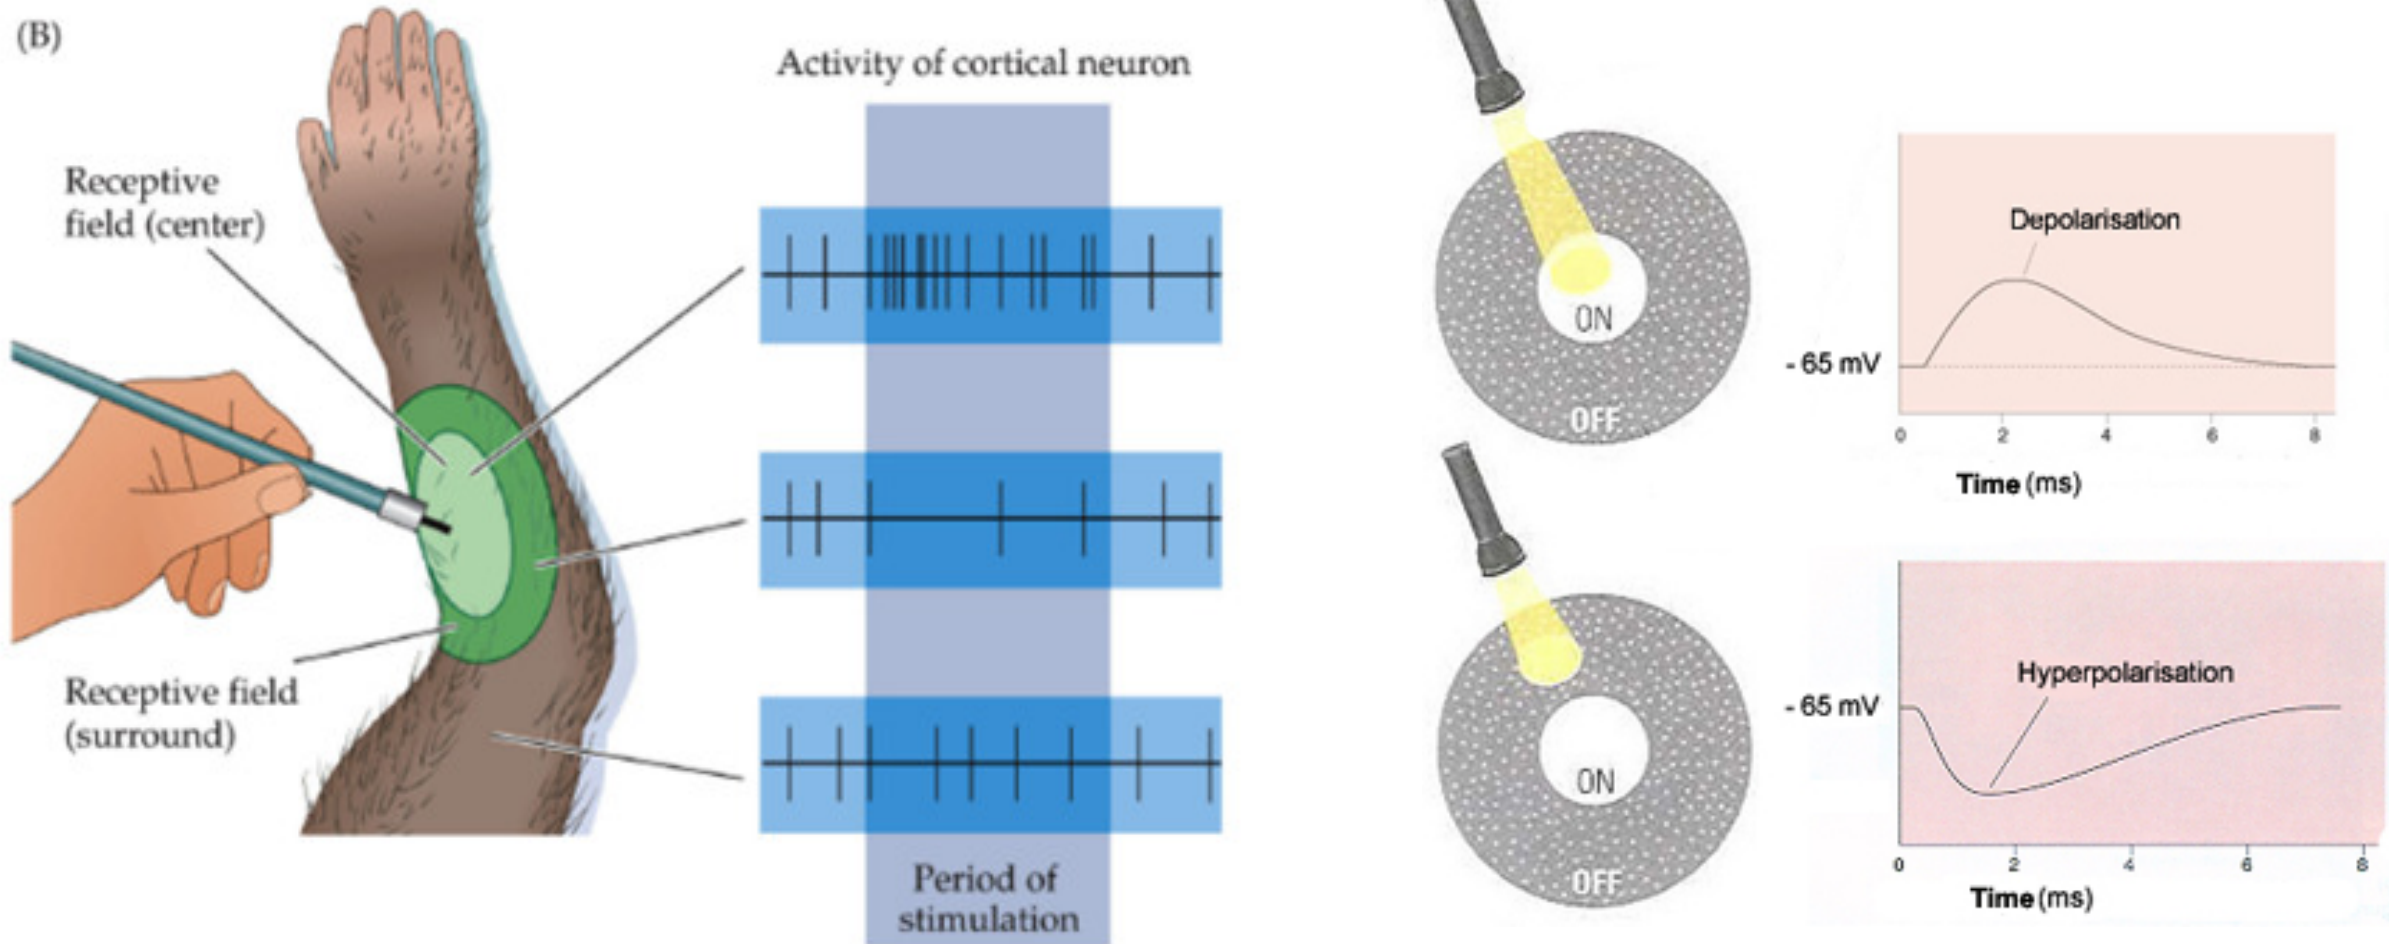 (B)
Activity of cortical neuron
Receptive
field (center)
Receptive field
(surround)
Period of
stimulation
ON
OFF
Depolarisation
- 65 mV
0 2 4 6 8
Time (ms)
ON
OFF
Hyperpolarisation
- 65 mV
0 2 4 6 8
Time (ms)